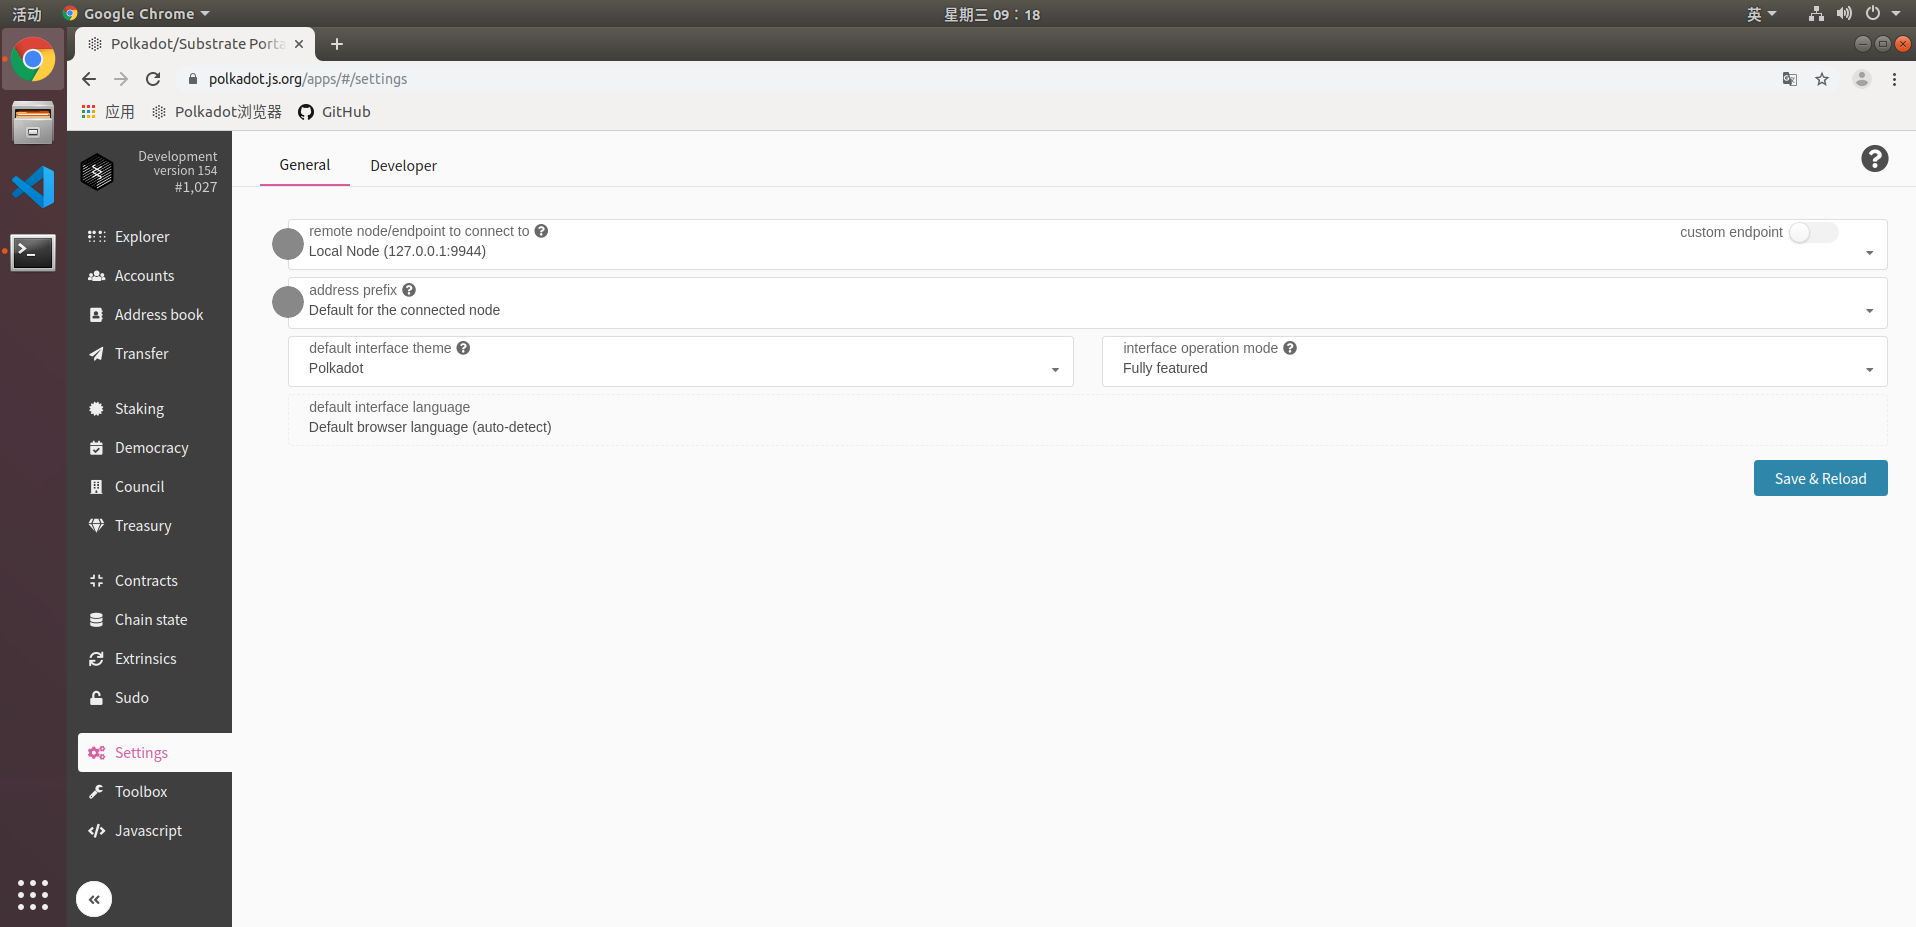 活动
Google Chrome
星期三 09：18
英
Polkadot/Substrate Porta
polkadot.js.org/apps/#/settings
应用
Polkadot浏览器
GitHub
Development
version 154
#1,027
Explorer
Accounts
Address book
Transfer
Staking
Democracy
Council
Treasury
Contracts
Chain state
Extrinsics
Sudo
Settings
Toolbox
Javascript
General
Developer
remote node/endpoint to connect to
Local Node (127.0.0.1:9944)
custom endpoint
address prefix
Default for the connected node
default interface theme
Polkadot
interface operation mode
Fully featured
default interface language
Default browser language (auto-detect)
Save & Reload